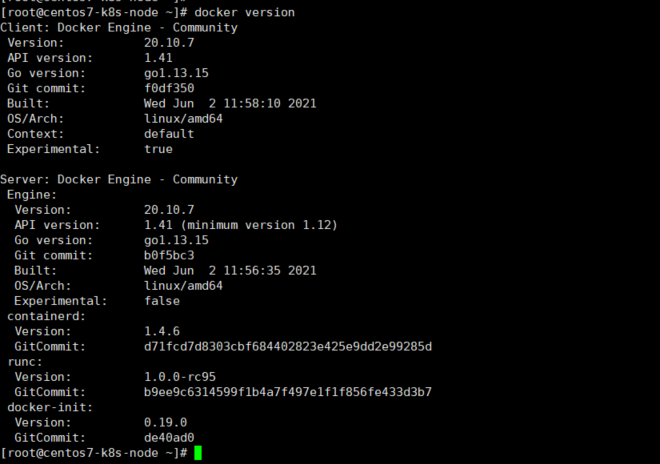 [root@centos7-k8s-node ~]# docker version
Client: Docker Engine - Community
 Version:           20.10.7
 API version:       1.41
 Go version:        go1.13.15
 Git commit:        f0df350
 Built:             Wed Jun  2 11:58:10 2021
 OS/Arch:           linux/amd64
 Context:           default
 Experimental:      true

Server: Docker Engine - Community
 Engine:
  Version:          20.10.7
  API version:      1.41 (minimum version 1.12)
  Go version:       go1.13.15
  Git commit:       b0f5bc3
  Built:            Wed Jun  2 11:56:35 2021
  OS/Arch:          linux/amd64
  Experimental:     false
 containerd:
  Version:          1.4.6
  GitCommit:        d71fcd7d8303cbf684402823e425e9dd2e99285d
 runc:
  Version:          1.0.0-rc95
  GitCommit:        b9ee9c6314599f1b4a7f497e1f1f856fe433d3b7
 docker-init:
  Version:          0.19.0
  GitCommit:        de40ad0
[root@centos7-k8s-node ~]#